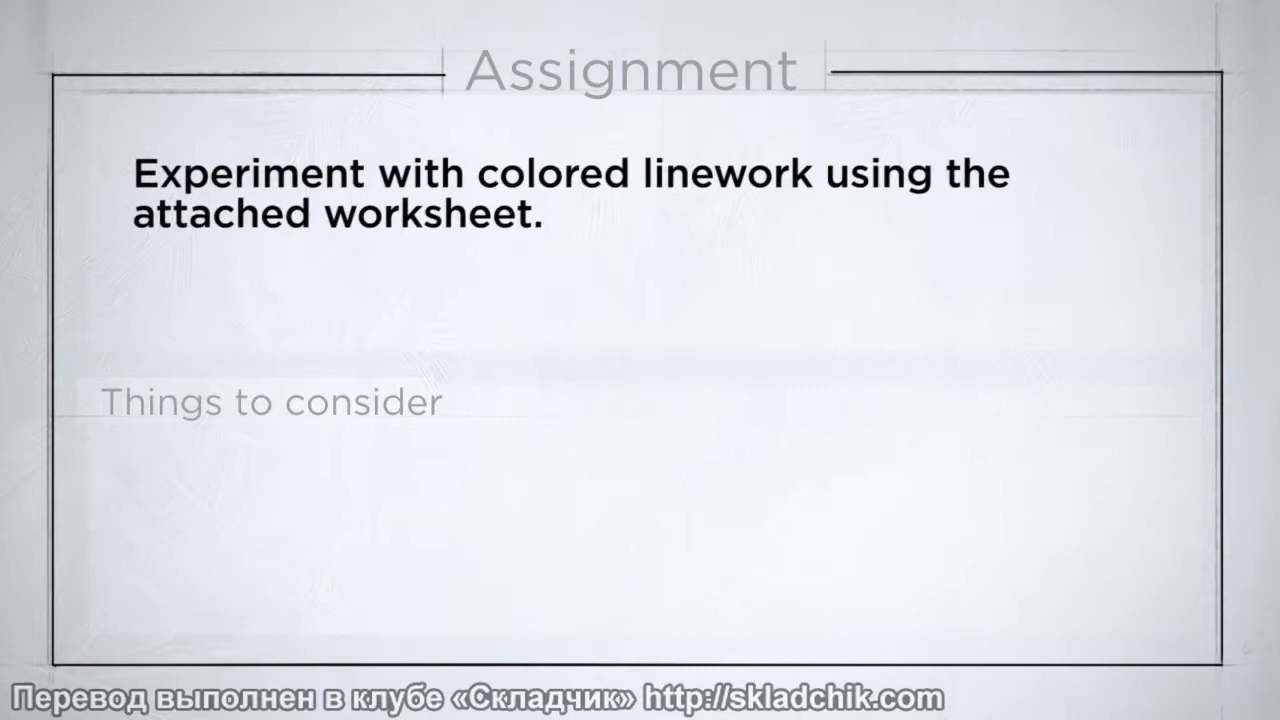 Assignment
Experiment with colored linework using the
attached worksheet.
Things to consider
Перевод выполнен в клубе «Складчик» http://skladchik.com